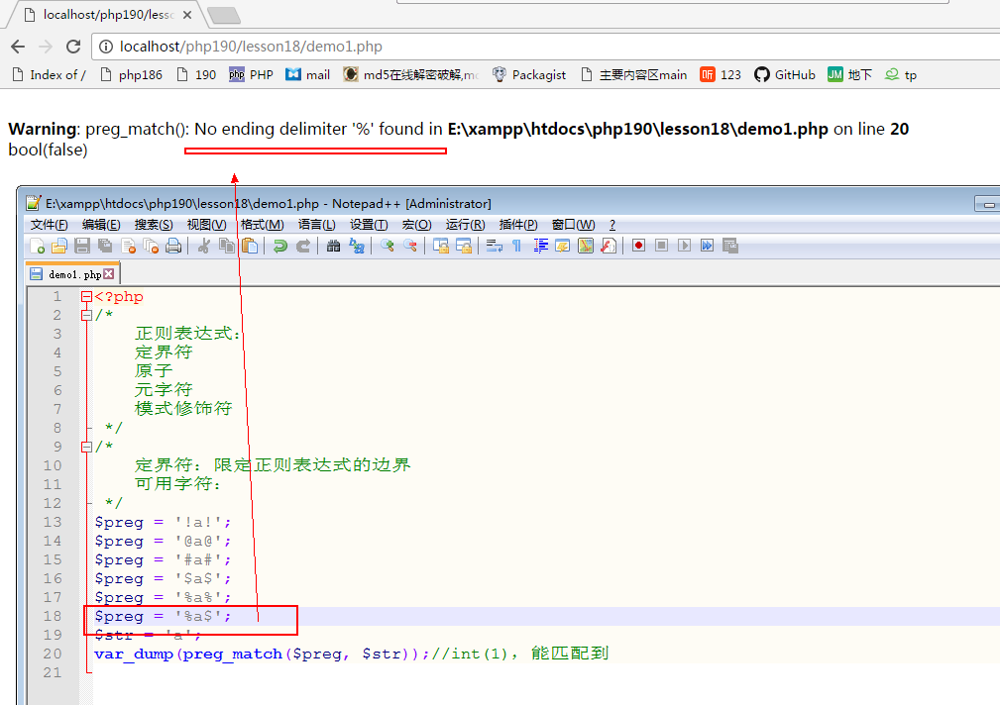 localhost/php190/less
localhost/php190/lesson18/demo1.php
Index of / php186 190 php PHP mail md5在线解密破解,mc Packagist 主要内容区main 听 123 GitHub JM 地下 tp
Warning: preg_match(): No ending delimiter '%' found in E:\xampp\htdocs\php190\lesson18\demo1.php on line 20
bool(false)
E:\xampp\htdocs\php190\lesson18\demo1.php - Notepad++ [Administrator]
文件(F) 编辑(E) 搜索(S) 视图(V) 格式(M) 语言(L) 设置(T) 宏(O) 运行(R) 插件(P) 窗口(W) ?
demo1.php
1 <?php
2 /*
3 正则表达式：
4 定界符
5 原子
6 元字符
7 模式修饰符
8 */
9 /*
10 定界符：限定正则表达式的边界
11 可用字符：
12 */
13 $preg = '!a!';
14 $preg = '@a@';
15 $preg = '#a#';
16 $preg = '$a$';
17 $preg = '%a%';
18 $preg = '%a$';
19 $str = 'a';
20 var_dump(preg_match($preg, $str));//int(1)，能匹配到
21